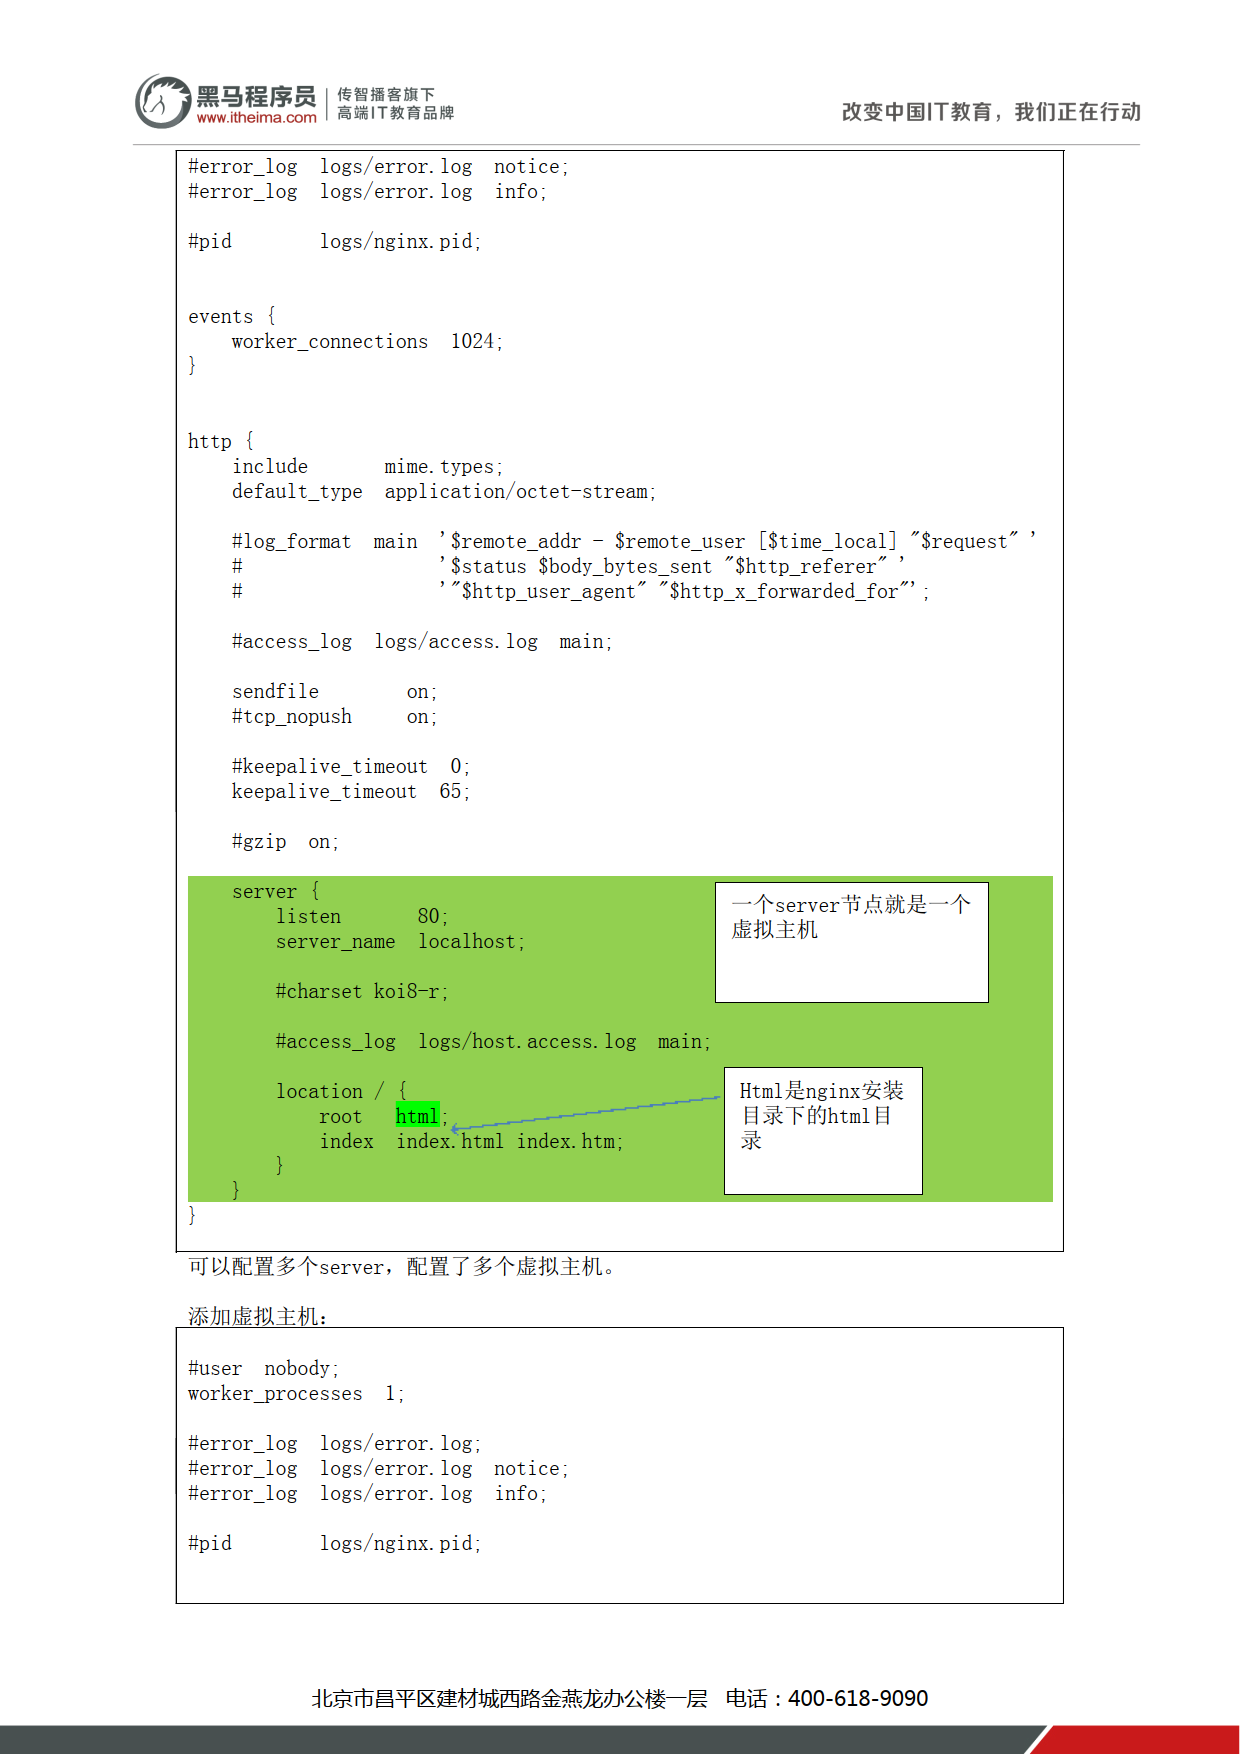 黑马程序员
www.itheima.com
传智播客旗下
高端IT教育品牌
改变中国IT教育，我们正在行动
#error_log  logs/error.log  notice;
#error_log  logs/error.log  info;
#pid        logs/nginx.pid;
events {
    worker_connections  1024;
}
http {
    include       mime.types;
    default_type  application/octet-stream;
    #log_format  main  '$remote_addr - $remote_user [$time_local] "$request" '
    #                  '$status $body_bytes_sent "$http_referer" '
    #                  '"$http_user_agent" "$http_x_forwarded_for"';
    #access_log  logs/access.log  main;
    sendfile        on;
    #tcp_nopush     on;
    #keepalive_timeout  0;
    keepalive_timeout  65;
    #gzip  on;
    server {
        listen       80;
        server_name  localhost;
一个server节点就是一个
虚拟主机
        #charset koi8-r;
        #access_log  logs/host.access.log  main;
        location / {
            root   html;
            index  index.html index.htm;
        }
    }
Html是nginx安装
目录下的html目
录
}
可以配置多个server，配置了多个虚拟主机。
添加虚拟主机：
#user  nobody;
worker_processes  1;
#error_log  logs/error.log;
#error_log  logs/error.log  notice;
#error_log  logs/error.log  info;
#pid        logs/nginx.pid;
北京市昌平区建材城西路金燕龙办公楼一层   电话：400-618-9090